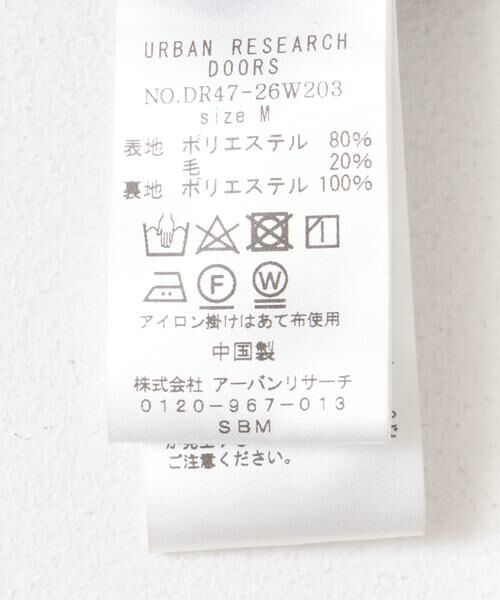 URBAN RESEARCH
DOORS
NO.DR47-26W203
size M
表地 ポリエステル 80%
毛 20%
裏地 ポリエステル 100%
F W
アイロン掛けはあて布使用
中国製
株式会社 アーバンリサーチ
0120-967-013
SBM
ご注意ください。